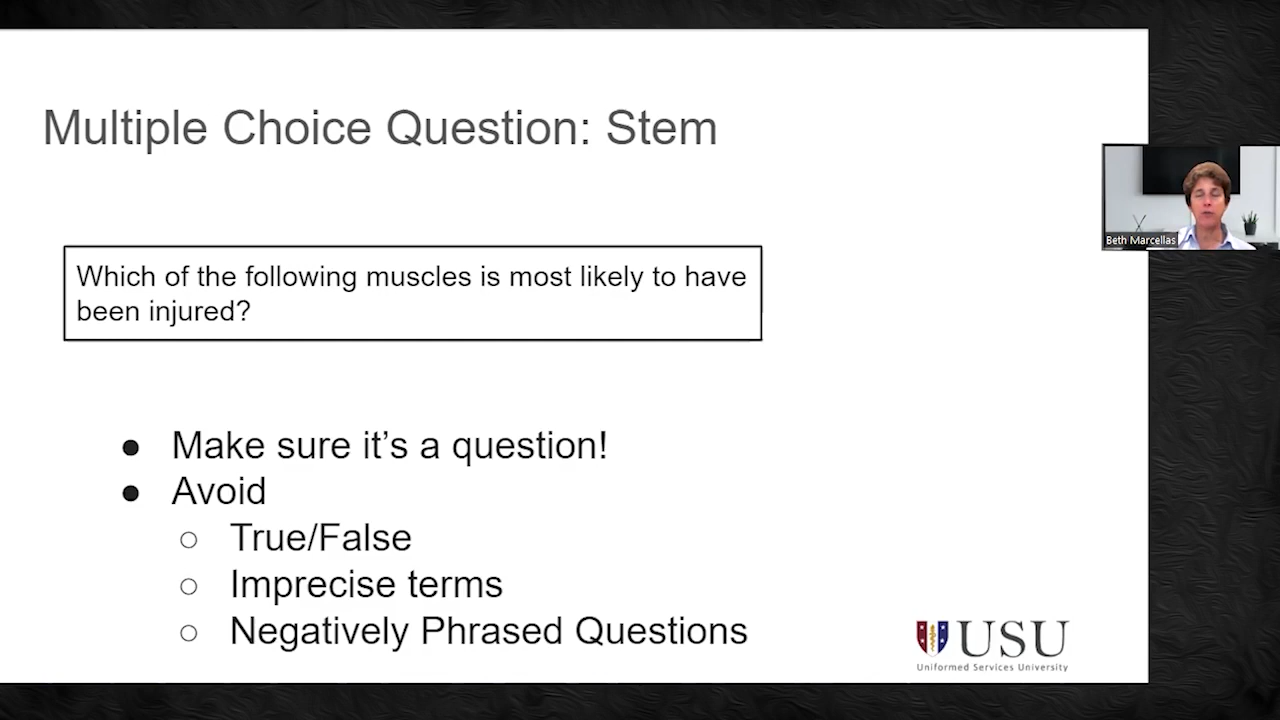 Multiple Choice Question: Stem
Which of the following muscles is most likely to have
been injured?
● Make sure it's a question!
● Avoid
○ True/False
○ Imprecise terms
○ Negatively Phrased Questions
Beth Marcellas
USU
Uniformed Services University